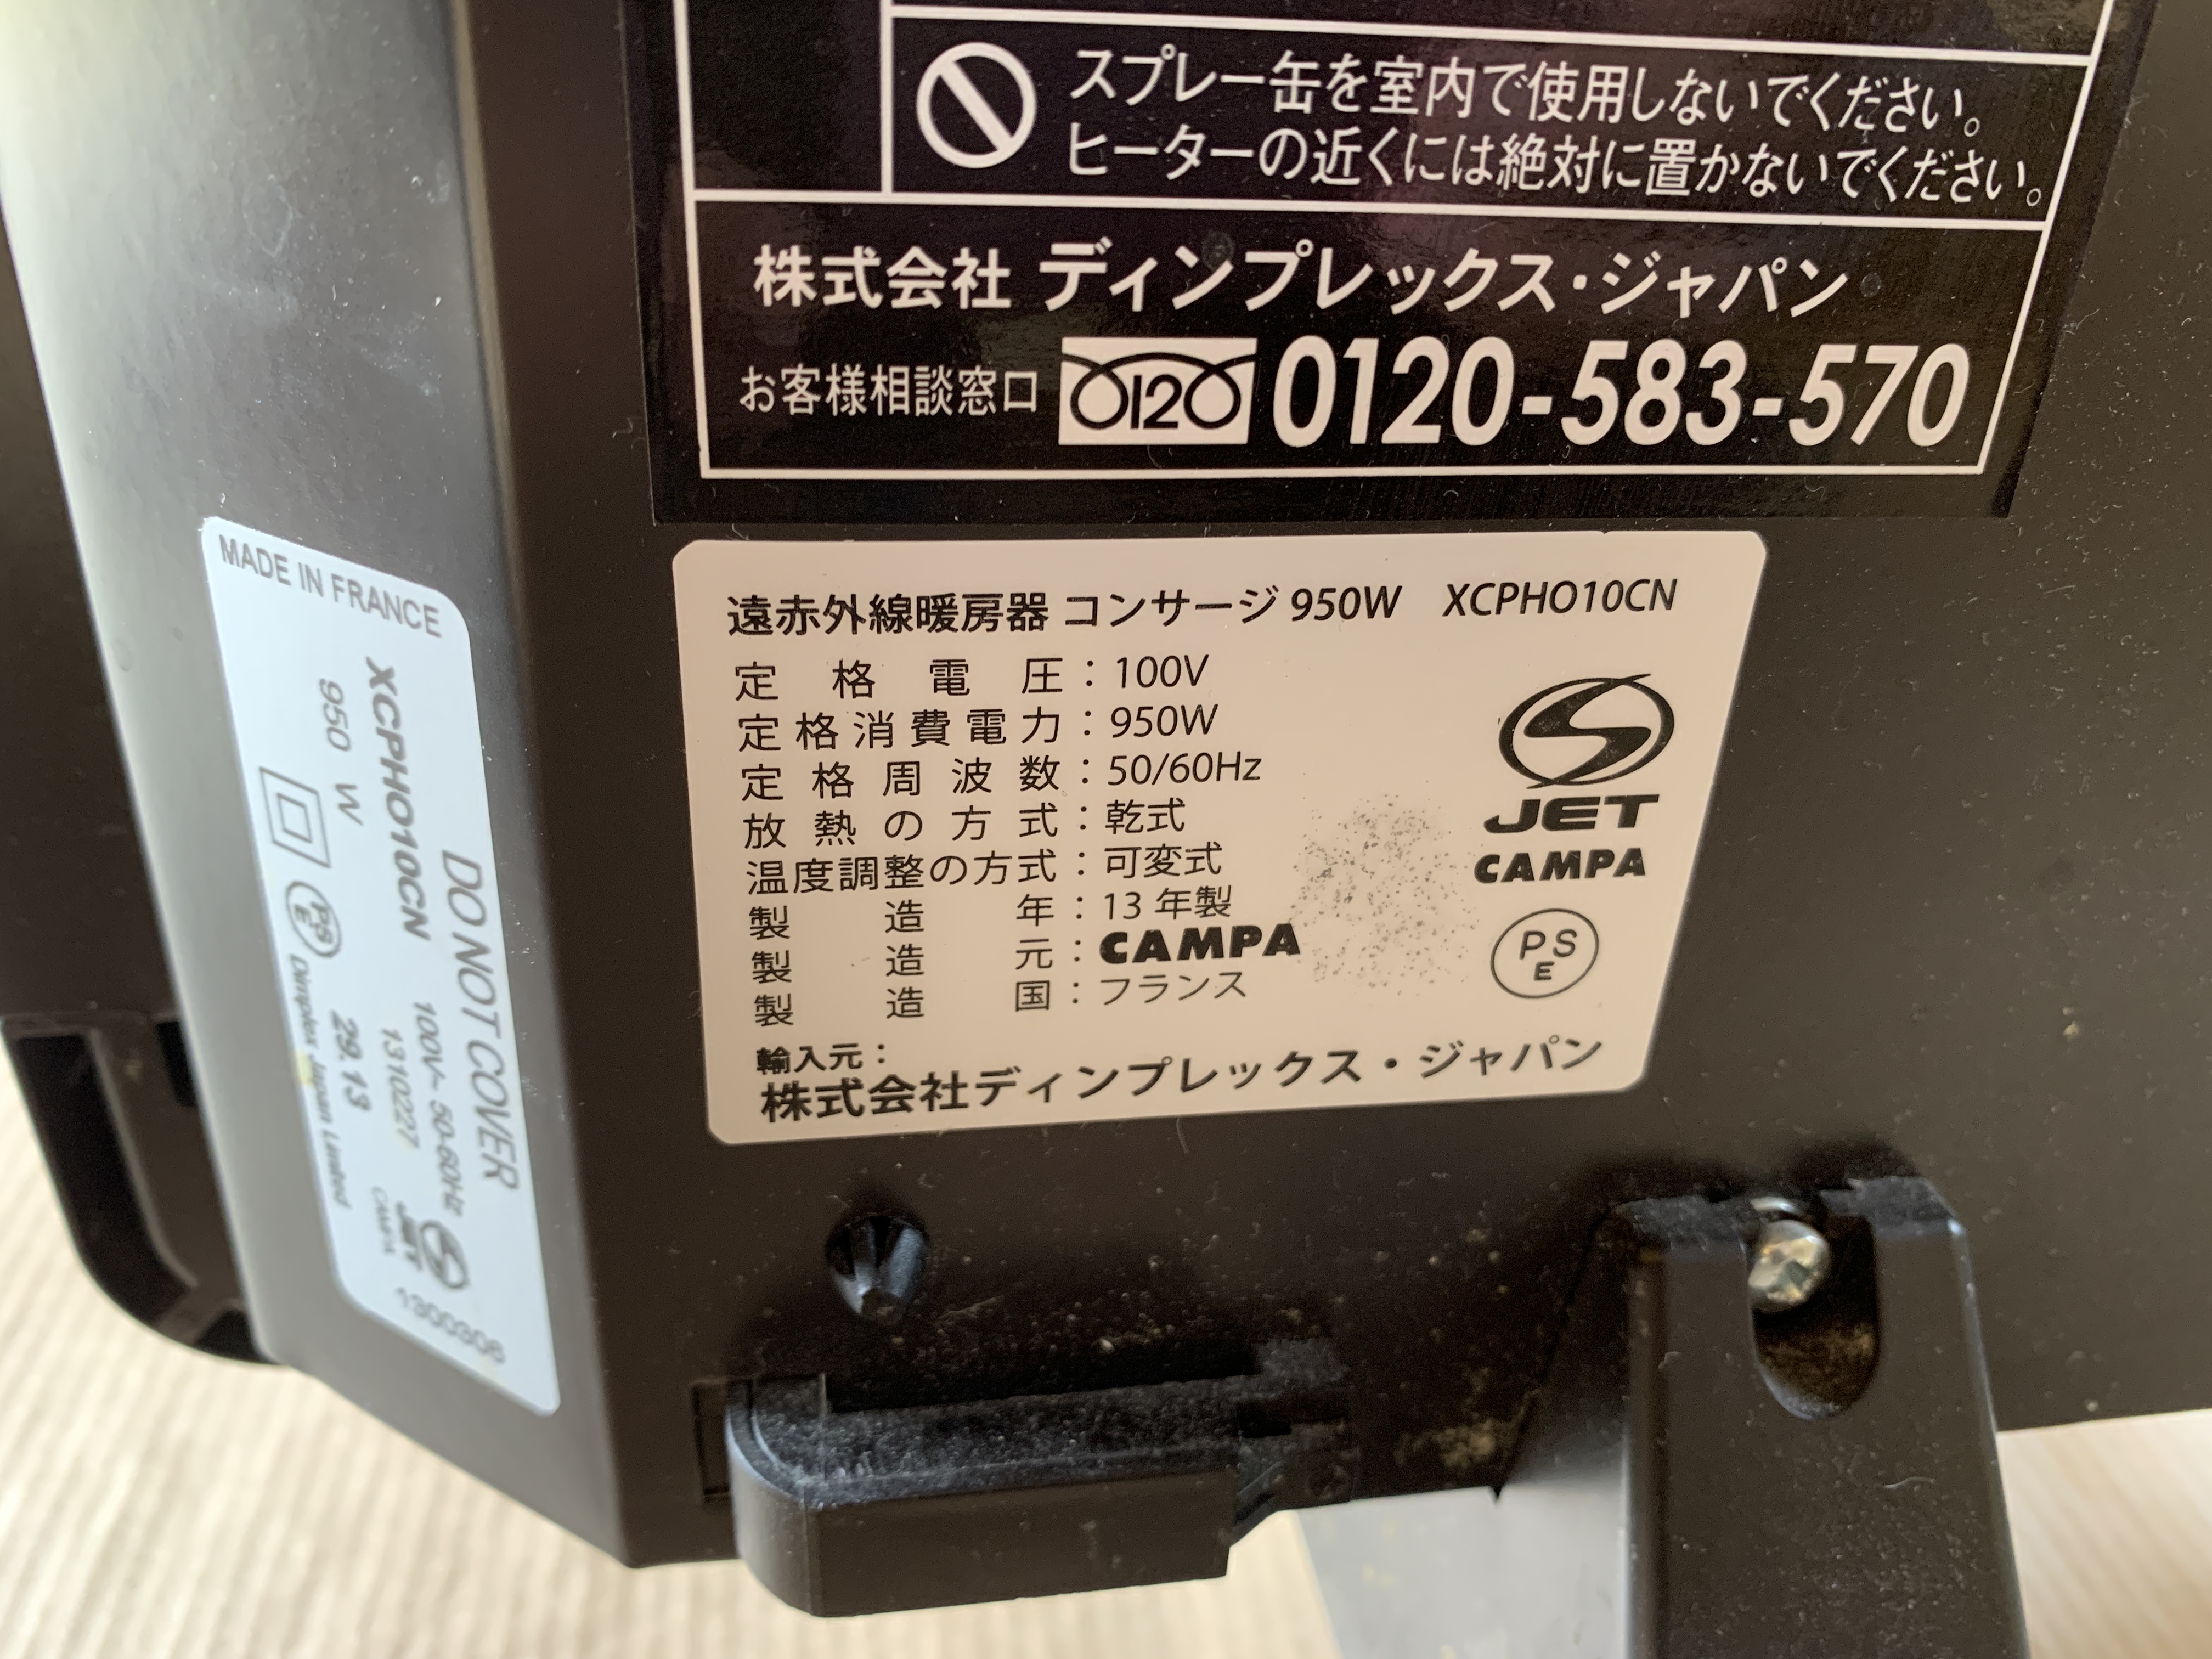 スプレー缶を室内で使用しないでください。
ヒーターの近くには絶対に置かないでください。
株式会社 ディンプレックス・ジャパン
お客様相談窓口 0120 0120-583-570
遠赤外線暖房器 コンサージ 950W XCPHO10CN
定格電圧：100V
定格消費電力：950W
定格周波数：50/60Hz
放熱の方式：乾式
温度調整の方式：可変式
製造年：13年製
製造元：CAMPA
製造国：フランス
輸入元：
株式会社ディンプレックス・ジャパン
JET
CAMPA
PSE
MADE IN FRANCE
DO NOT COVER
100V~ 50-60Hz
XCPHO10CN 1310227 JET
950 W 29.13 CAMPA
PSE Dimplex Japan Limited
1300306